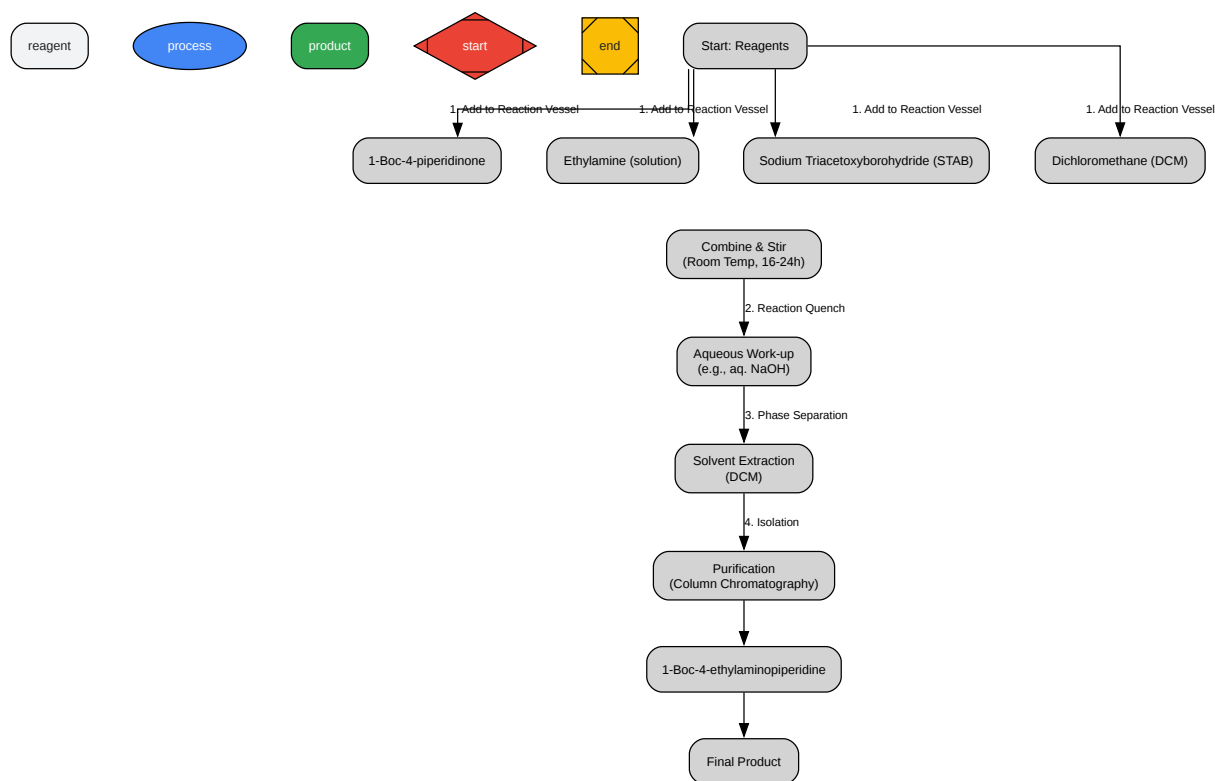 reagent
process
product
start
end
Start: Reagents
1. Add to Reaction Vessel
1. Add to Reaction Vessel
1. Add to Reaction Vessel
1. Add to Reaction Vessel
1-Boc-4-piperidinone
Ethylamine (solution)
Sodium Triacetoxyborohydride (STAB)
Dichloromethane (DCM)
Combine & Stir
(Room Temp, 16-24h)
2. Reaction Quench
Aqueous Work-up
(e.g., aq. NaOH)
3. Phase Separation
Solvent Extraction
(DCM)
4. Isolation
Purification
(Column Chromatography)
1-Boc-4-ethylaminopiperidine
Final Product